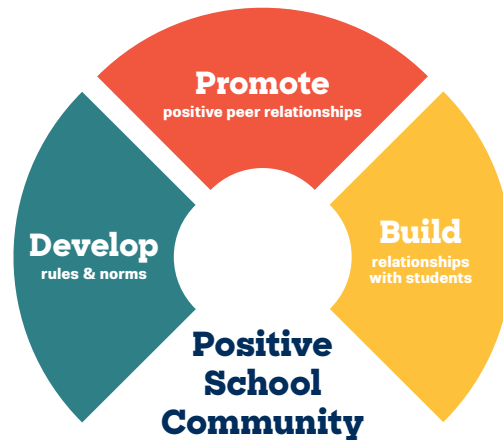 Promote
positive peer relationships
Develop
rules & norms
Build
relationships
with students
Positive
School
Community